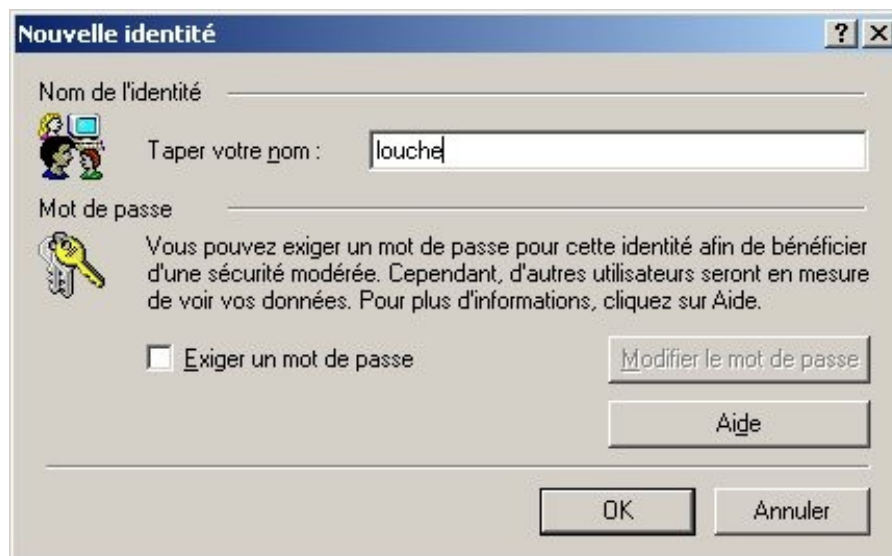 Nouvelle identité
Nom de l'identité
Taper votre nom :
louche
Mot de passe
Vous pouvez exiger un mot de passe pour cette identité afin de bénéficier
d'une sécurité modérée. Cependant, d'autres utilisateurs seront en mesure
de voir vos données. Pour plus d'informations, cliquez sur Aide.
Exiger un mot de passe
Modifier le mot de passe
Aide
OK
Annuler